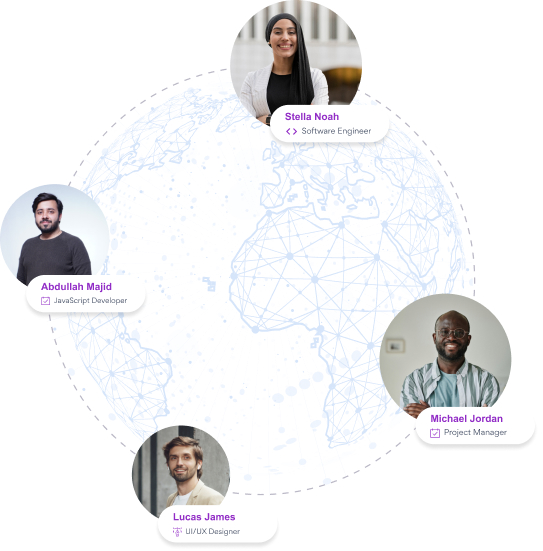 Stella Noah
Software Engineer
Abdullah Majid
JavaScript Developer
Michael Jordan
Project Manager
Lucas James
UI/UX Designer